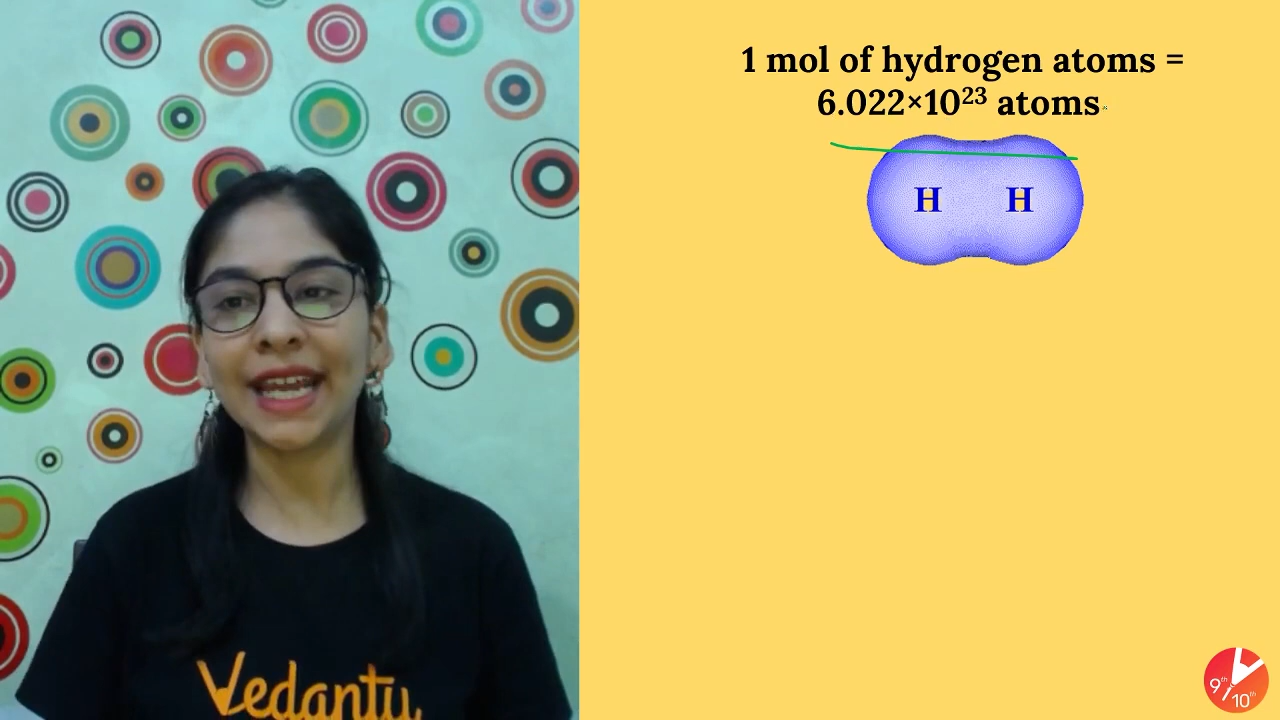 1 mol of hydrogen atoms =
6.022×10²³ atoms
H H
Vedantu
9th
10th